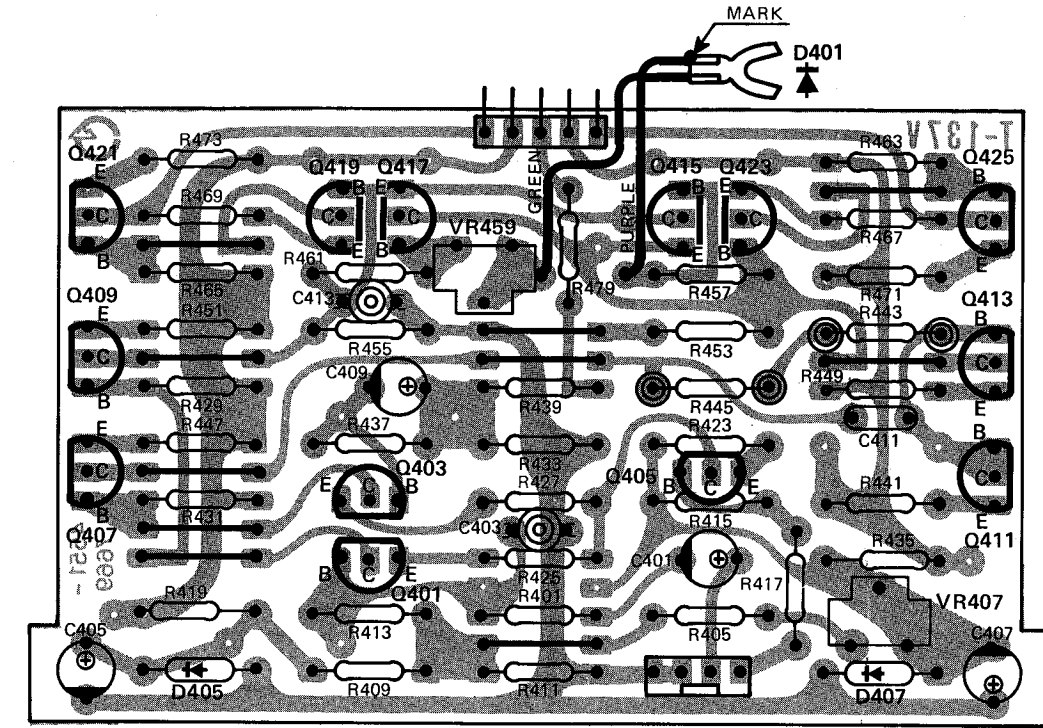 MARK
D401
T-137V
Q421
E
C
B
R473
R469
R465
Q419
B
C
E
Q417
E
C
B
GREEN
PURPLE
Q415
B
C
E
Q423
E
C
B
R463
R467
R471
Q425
B
C
E
VR459
R461
C413
R479
R457
Q409
E
C
B
R451
R429
R455
C409
R453
R443
R449
Q413
B
C
E
R439
R445
C411
R447
R437
R433
R423
B
C
E
Q411
E
C
B
Q407
R431
Q403
E
C
B
R427
Q405
B
C
E
R441
C403
R415
R425
C401
R417
R435
Q401
B
C
E
R419
R413
R401
R405
VR407
C405
D405
R409
R411
D407
C407